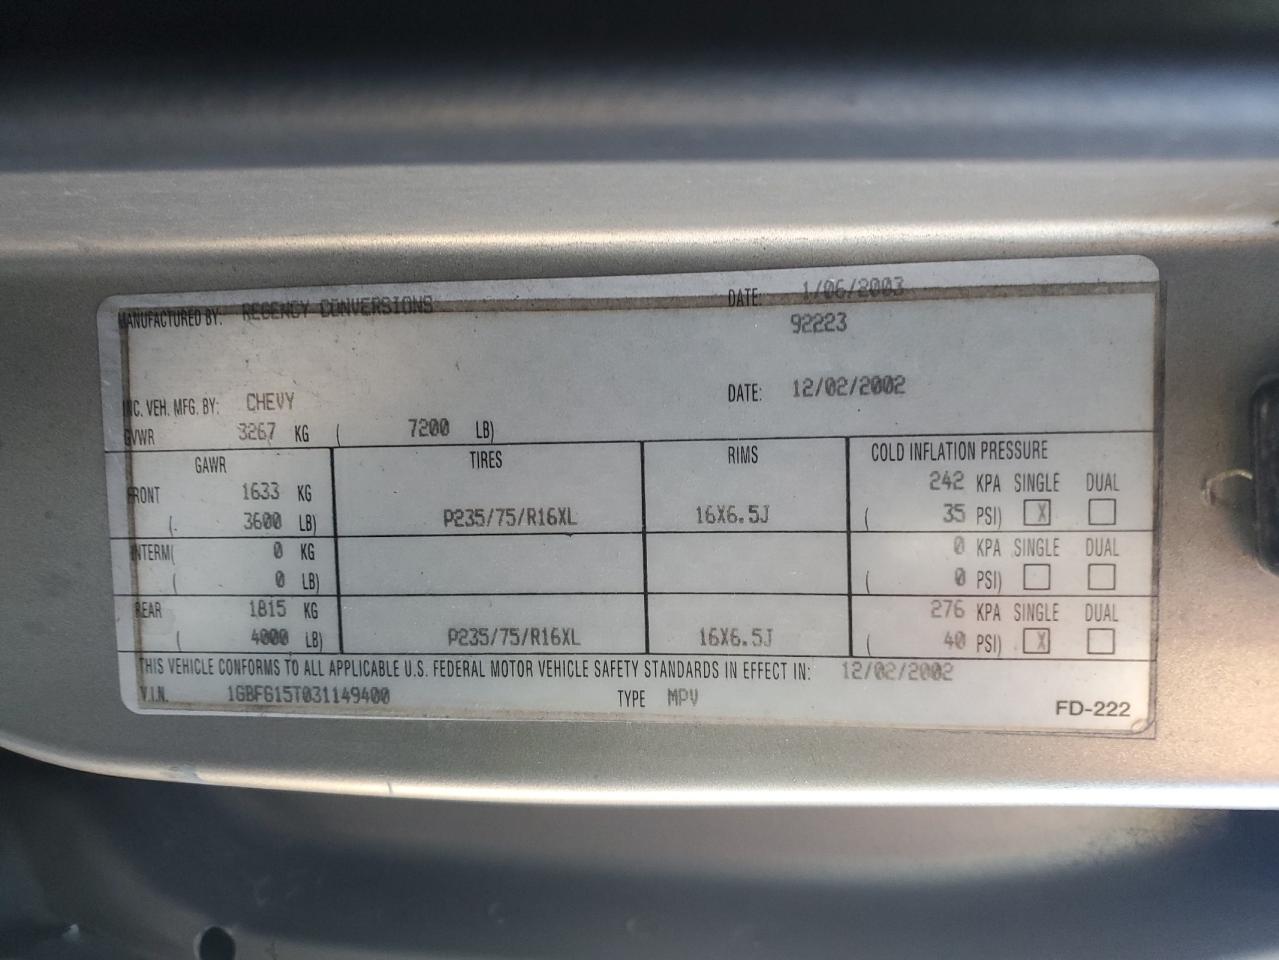 MANUFACTURED BY: REGENCY CONVERSIONS DATE: 1/06/2003
92223
INC. VEH. MFG. BY: CHEVY DATE: 12/02/2002
GVWR 3267 KG ( 7200 LB)
GAWR TIRES RIMS COLD INFLATION PRESSURE
FRONT 1633 KG 242 KPA SINGLE DUAL
( 3600 LB) P235/75/R16XL 16X6.5J ( 35 PSI) X
INTERM( 0 KG 0 KPA SINGLE DUAL
( 0 LB) ( 0 PSI)
REAR 1815 KG 276 KPA SINGLE DUAL
( 4000 LB) P235/75/R16XL 16X6.5J ( 40 PSI) X
THIS VEHICLE CONFORMS TO ALL APPLICABLE U.S. FEDERAL MOTOR VEHICLE SAFETY STANDARDS IN EFFECT IN: 12/02/2002
V.I.N. 1GBFG15T031149400 TYPE MPV
FD-222